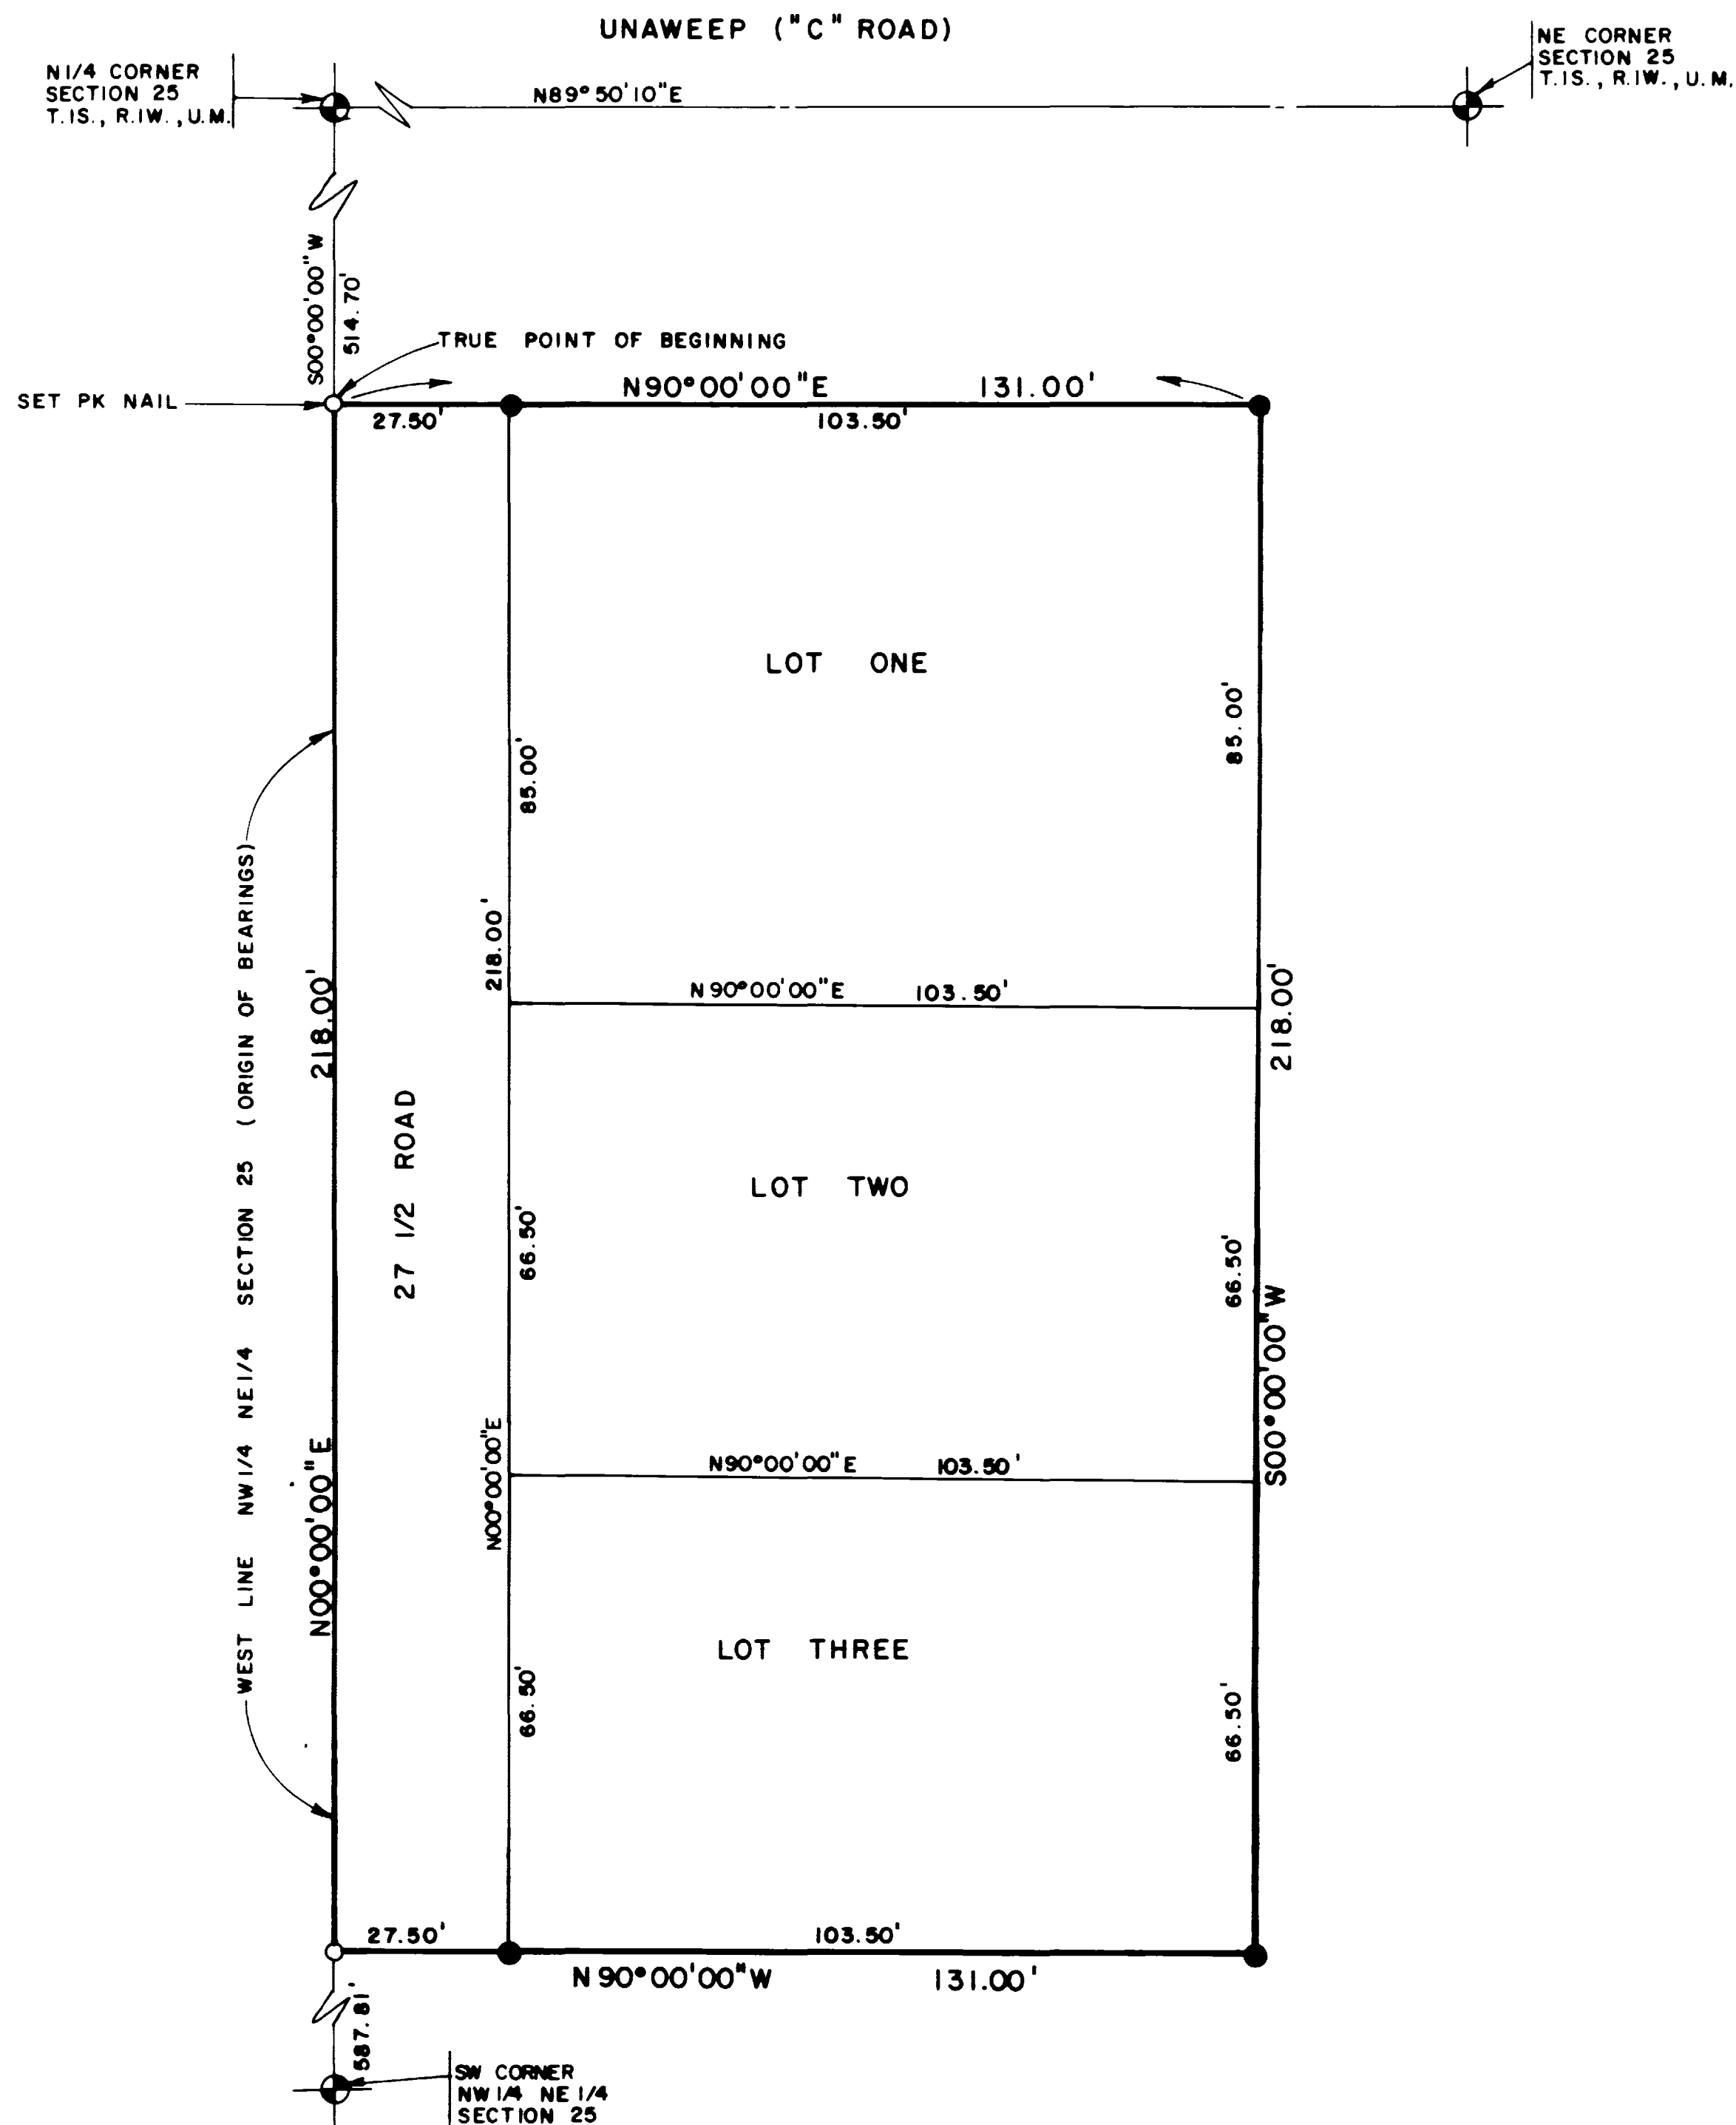 UNAWEEP ("C" ROAD)
N1/4 CORNER
SECTION 25
T.IS., R.IW., U.M.
N89°50'10"E
NE CORNER
SECTION 25
T.IS., R.IW., U.M.
S00°00'00"W
514.70'
TRUE POINT OF BEGINNING
SET PK NAIL
N90°00'00"E 131.00'
27.50'
103.50'
LOT ONE
85.00'
85.00'
218.00'
N90°00'00"E 103.50'
218.00'
218.00'
WEST LINE NW1/4 NE1/4 SECTION 25 (ORIGIN OF BEARINGS)
27 1/2 ROAD
LOT TWO
66.50'
66.50'
S00°00'00"W
N00°00'00"E
N00°00'00"E
N90°00'00"E 103.50'
LOT THREE
66.50'
66.50'
27.50'
103.50'
N90°00'00"W 131.00'
587.81'
SW CORNER
NW1/4 NE1/4
SECTION 25